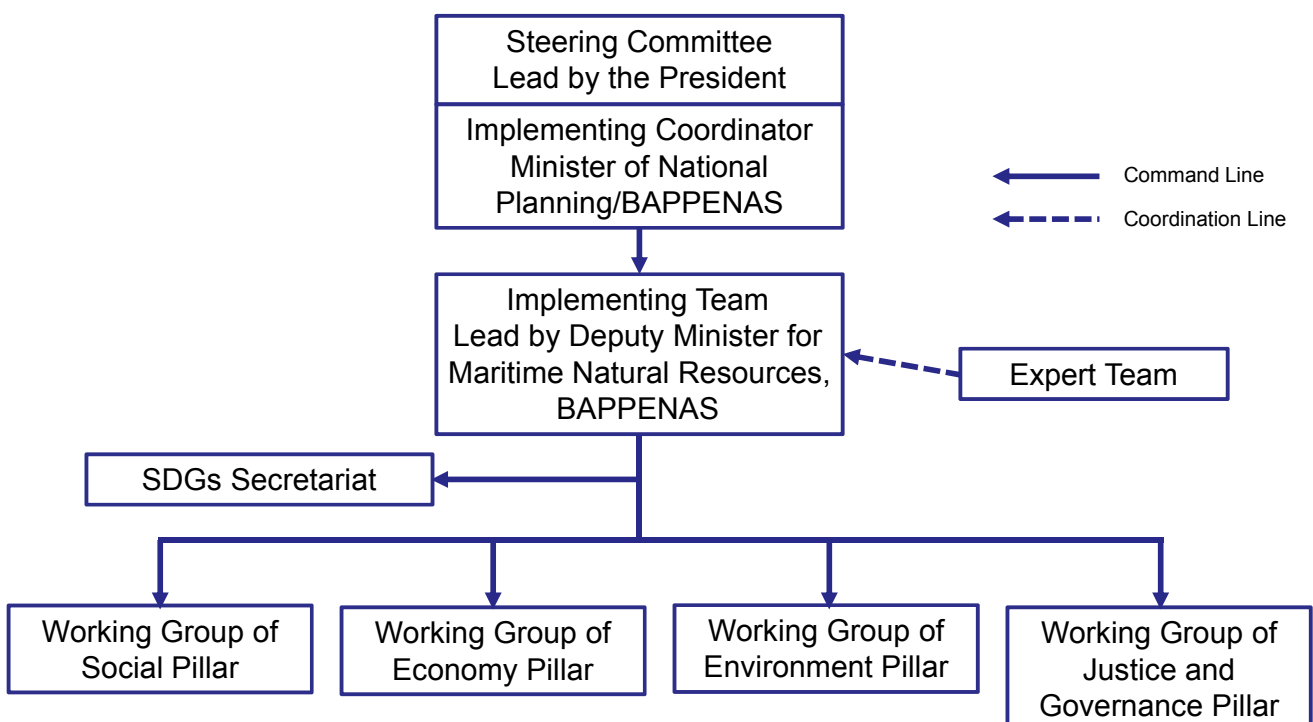 Steering Committee
Lead by the President
Implementing Coordinator
Minister of National
Planning/BAPPENAS
Command Line
Coordination Line
Implementing Team
Lead by Deputy Minister for
Maritime Natural Resources,
BAPPENAS
Expert Team
SDGs Secretariat
Working Group of
Social Pillar
Working Group of
Economy Pillar
Working Group of
Environment Pillar
Working Group of
Justice and
Governance Pillar